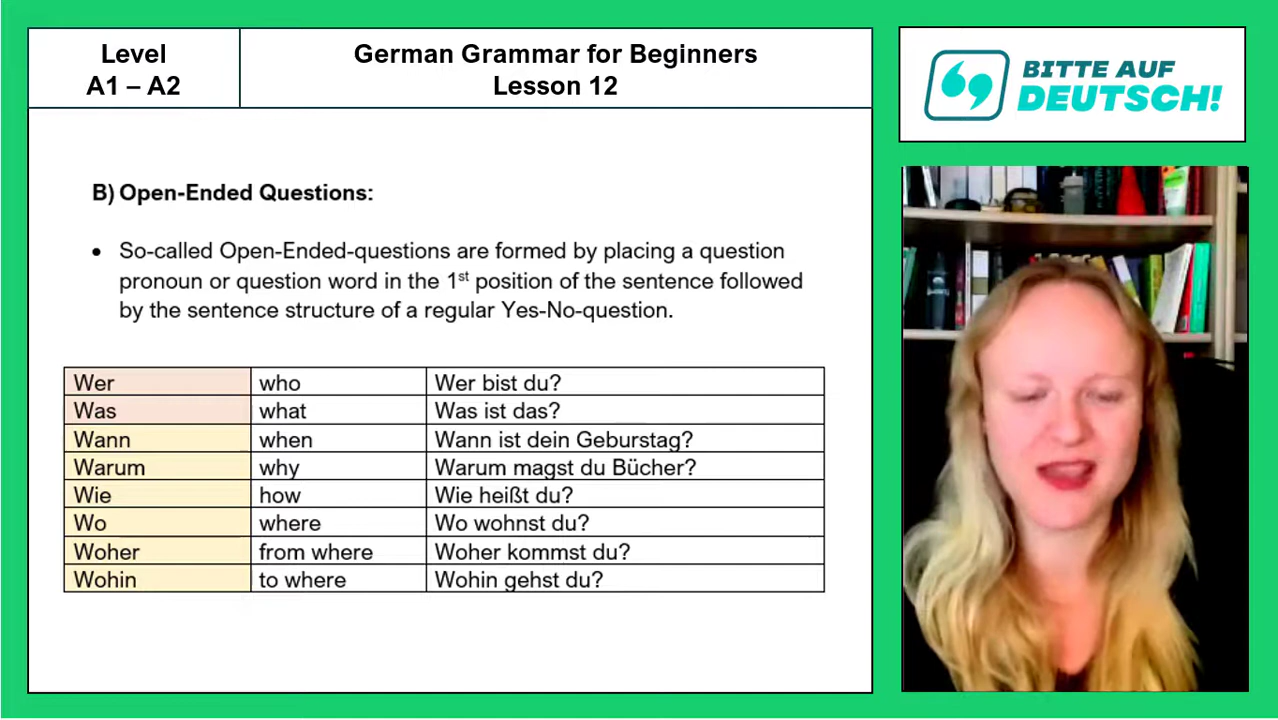 Level
A1 – A2
German Grammar for Beginners
Lesson 12
BITTE AUF
DEUTSCH!
B) Open-Ended Questions:
• So-called Open-Ended-questions are formed by placing a question
pronoun or question word in the 1st position of the sentence followed
by the sentence structure of a regular Yes-No-question.
Wer who Wer bist du?
Was what Was ist das?
Wann when Wann ist dein Geburstag?
Warum why Warum magst du Bücher?
Wie how Wie heißt du?
Wo where Wo wohnst du?
Woher from where Woher kommst du?
Wohin to where Wohin gehst du?